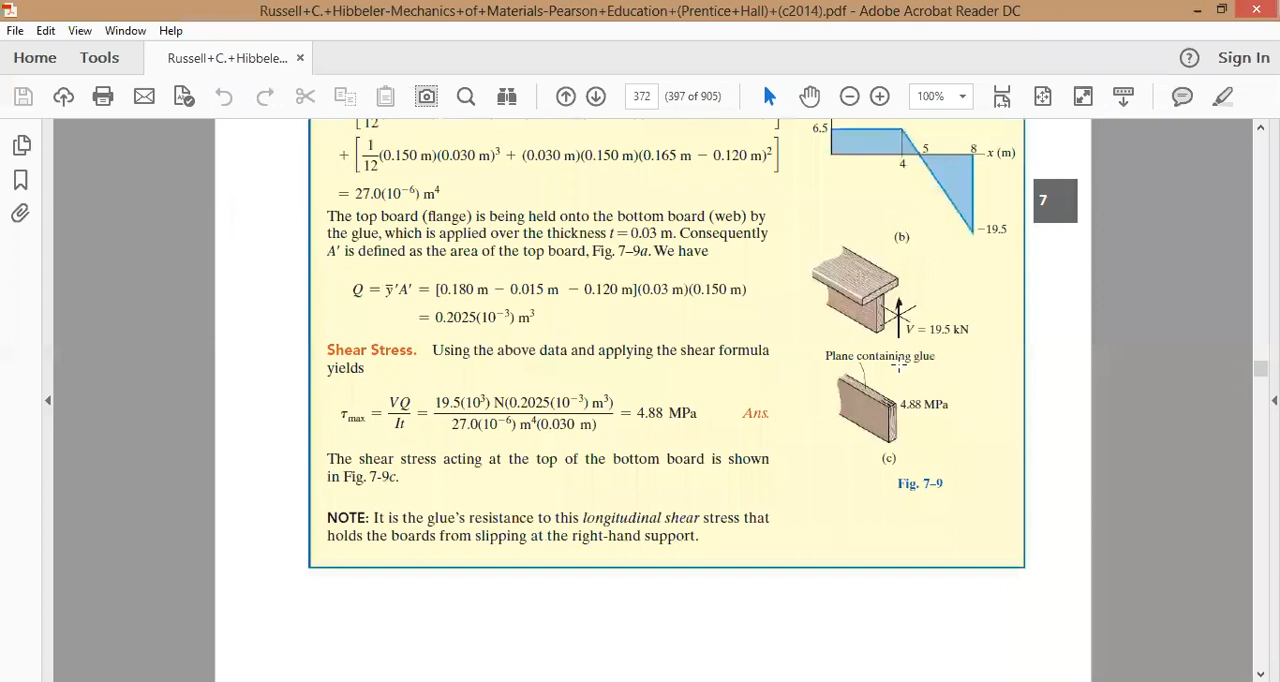 Russell+C.+Hibbeler-Mechanics+of+Materials-Pearson+Education+(Prentice+Hall)+(c2014).pdf - Adobe Acrobat Reader DC
File Edit View Window Help
Home Tools Russell+C.+Hibbele... × Sign In
372 (397 of 905) 100%
[12 ]
+ [1/12 (0.150 m)(0.030 m)³ + (0.030 m)(0.150 m)(0.165 m − 0.120 m)²]
= 27.0(10⁻⁶) m⁴
The top board (flange) is being held onto the bottom board (web) by
the glue, which is applied over the thickness t = 0.03 m. Consequently
A′ is defined as the area of the top board, Fig. 7–9a. We have
Q = y̅′A′ = [0.180 m − 0.015 m − 0.120 m](0.03 m)(0.150 m)
= 0.2025(10⁻³) m³
Shear Stress. Using the above data and applying the shear formula
yields
τmax = VQ/It = 19.5(10³) N(0.2025(10⁻³) m³)/27.0(10⁻⁶) m⁴(0.030 m) = 4.88 MPa Ans.
The shear stress acting at the top of the bottom board is shown
in Fig. 7-9c.
NOTE: It is the glue's resistance to this longitudinal shear stress that
holds the boards from slipping at the right-hand support.
6.5
5 8 x (m)
4
−19.5
(b)
7
V = 19.5 kN
Plane containing glue
4.88 MPa
(c)
Fig. 7–9